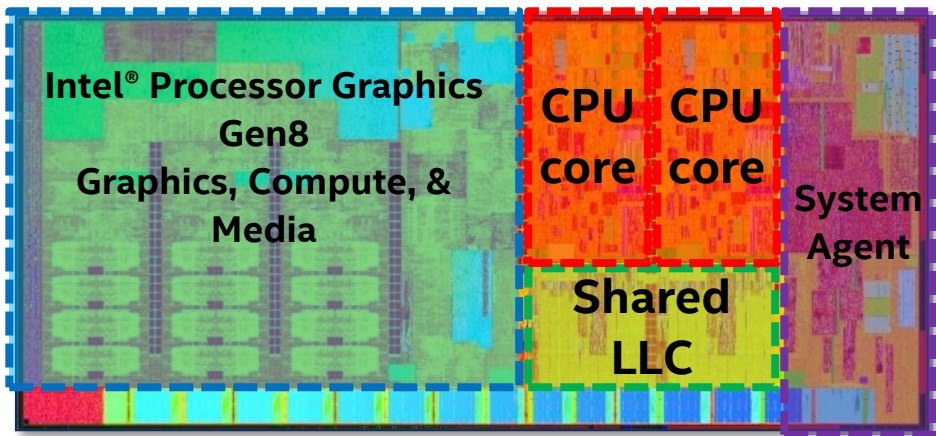 Intel® Processor Graphics
Gen8
Graphics, Compute, &
Media
CPU
core
CPU
core
Shared
LLC
System
Agent